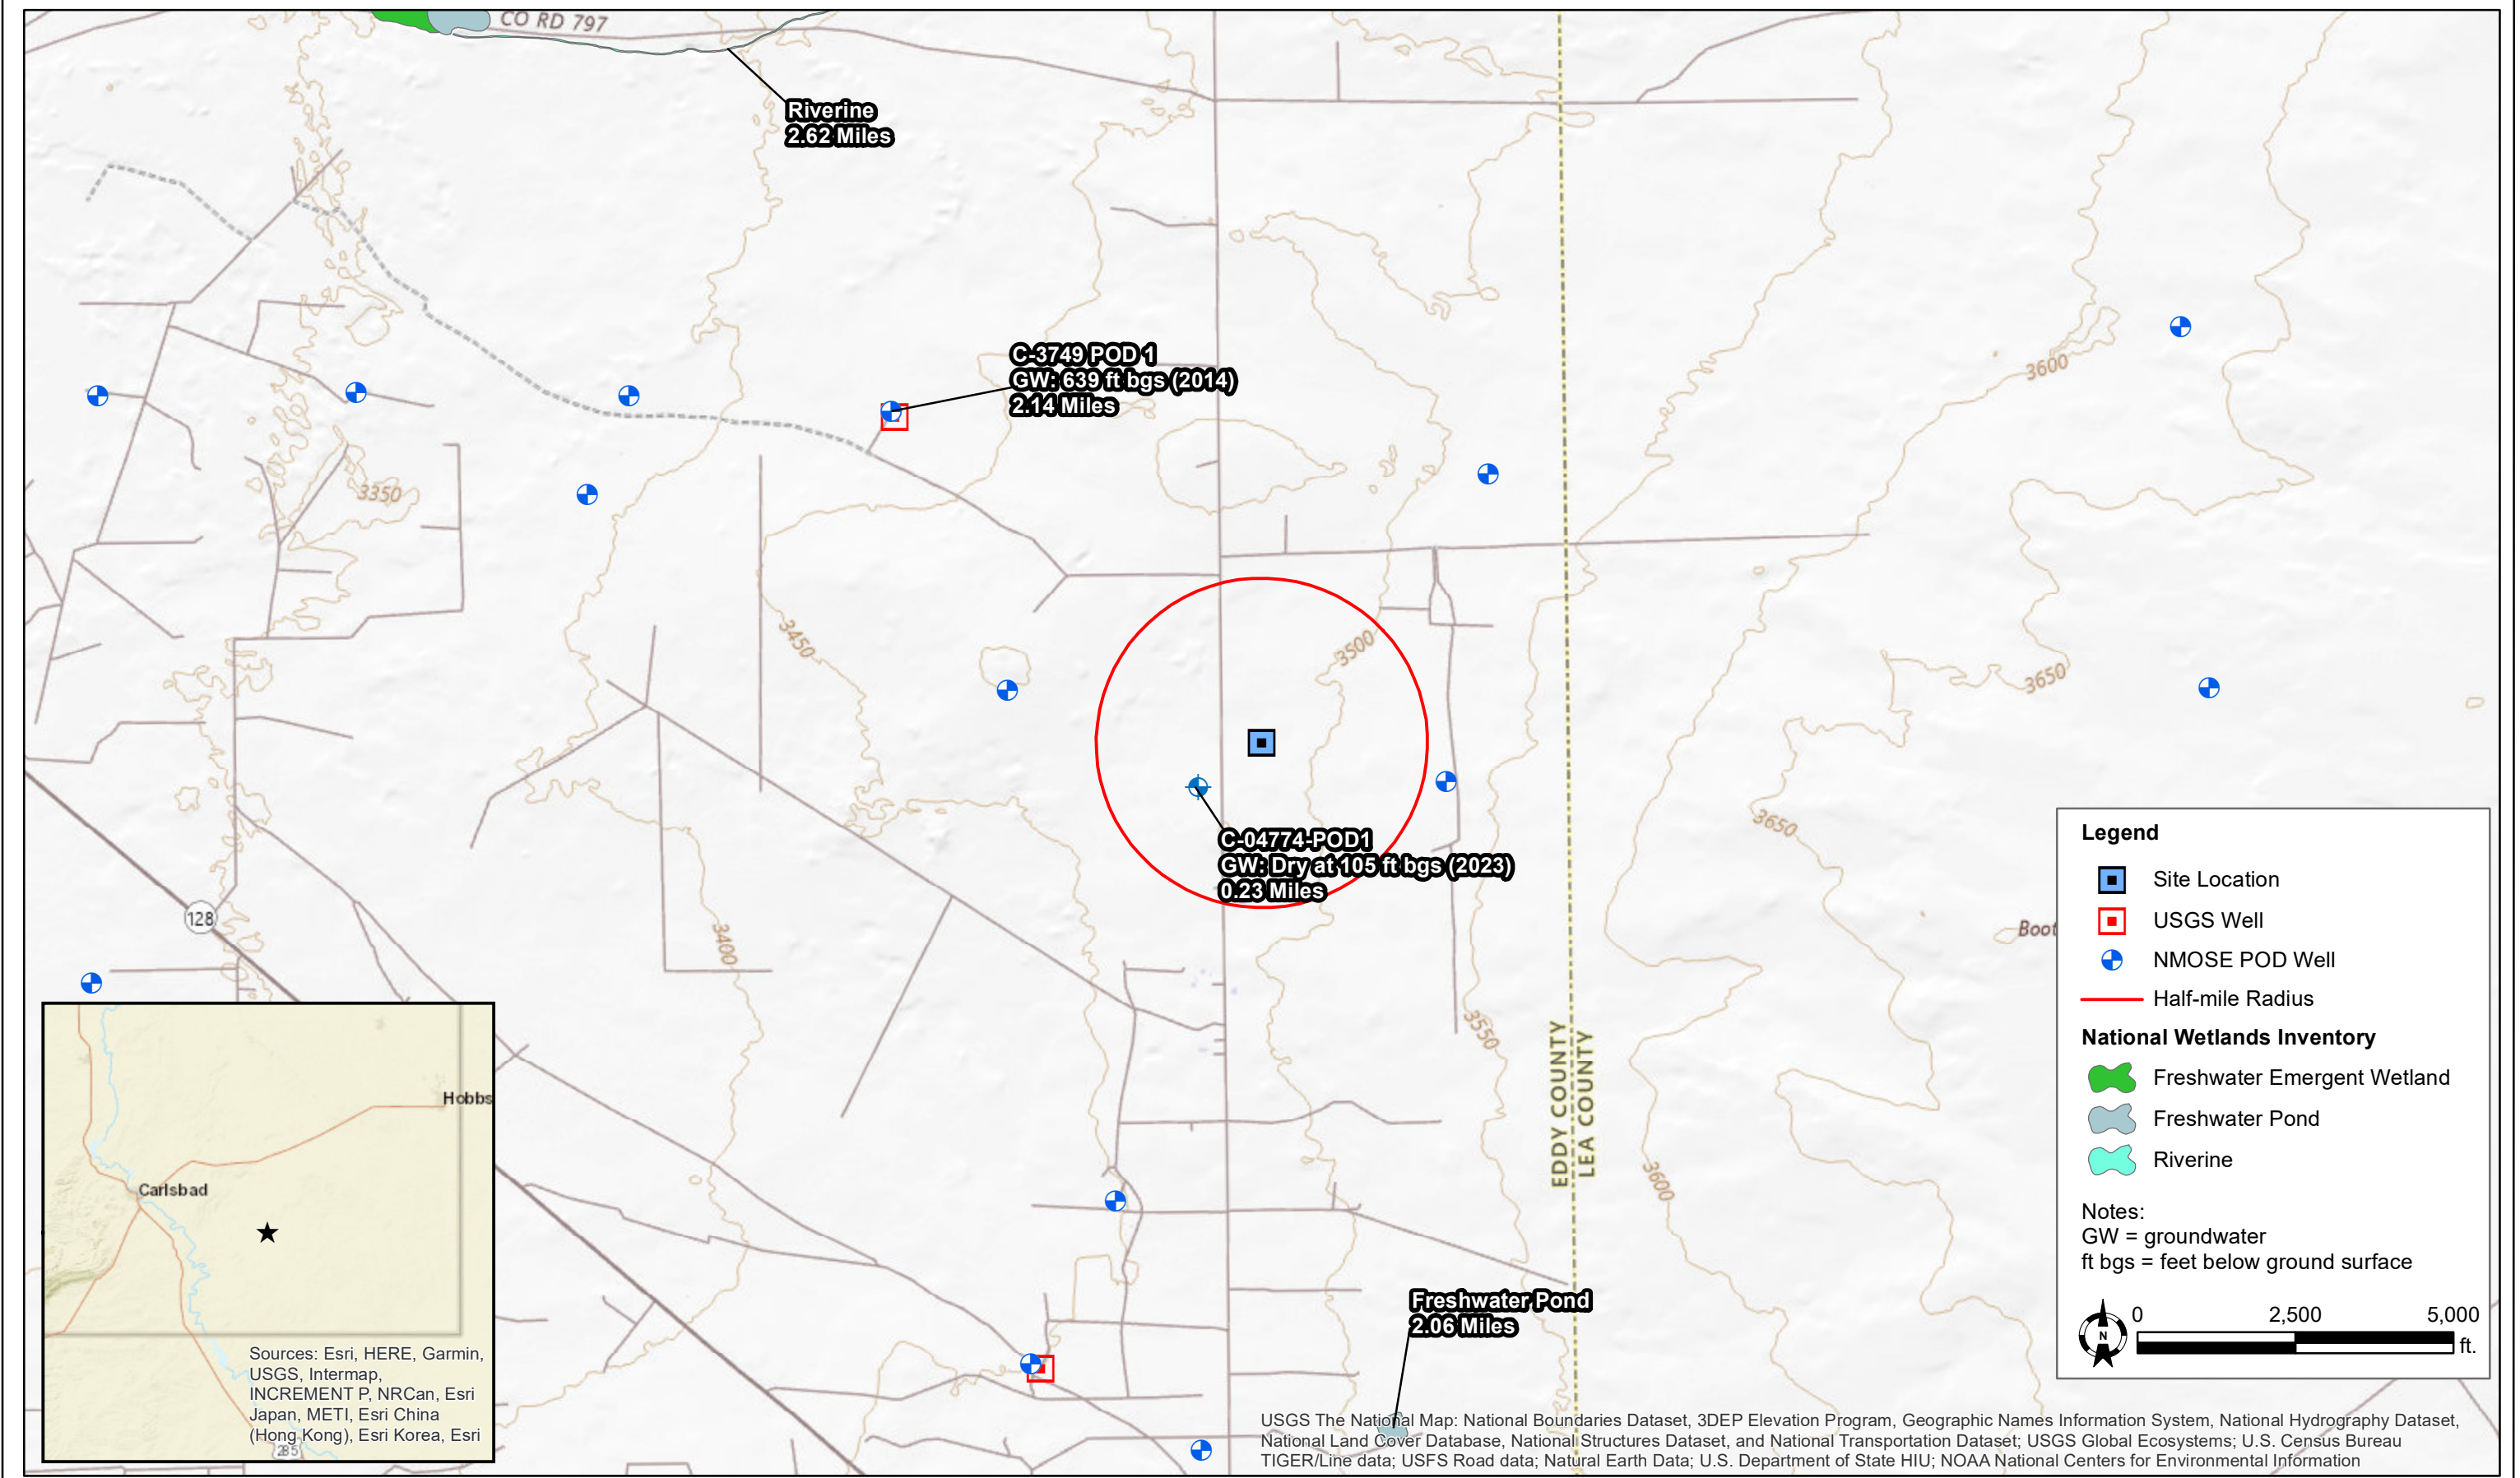 CO RD 797
Riverine
2.62 Miles
C-3749 POD 1
GW: 639 ft bgs (2014)
2.14 Miles
3600
3350
3450
3500
3650
C-04774-POD1
GW: Dry at 105 ft bgs (2023)
0.23 Miles
3650
128
3400
Boot
3550
EDDY COUNTY
LEA COUNTY
3600
Freshwater Pond
2.06 Miles
Hobbs
Carlsbad
285
Sources: Esri, HERE, Garmin,
USGS, Intermap,
INCREMENT P, NRCan, Esri
Japan, METI, Esri China
(Hong Kong), Esri Korea, Esri
Legend
Site Location
USGS Well
NMOSE POD Well
Half-mile Radius
National Wetlands Inventory
Freshwater Emergent Wetland
Freshwater Pond
Riverine
Notes:
GW = groundwater
ft bgs = feet below ground surface
N
0 2,500 5,000
ft.
USGS The National Map: National Boundaries Dataset, 3DEP Elevation Program, Geographic Names Information System, National Hydrography Dataset,
National Land Cover Database, National Structures Dataset, and National Transportation Dataset; USGS Global Ecosystems; U.S. Census Bureau
TIGER/Line data; USFS Road data; Natural Earth Data; U.S. Department of State HIU; NOAA National Centers for Environmental Information